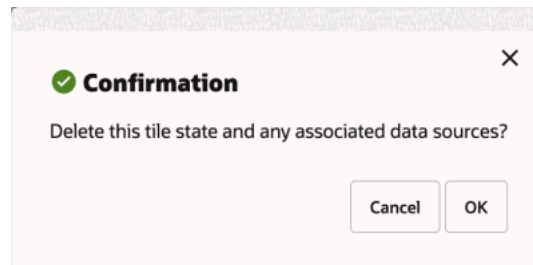 Confirmation
Delete this tile state and any associated data sources?
Cancel OK